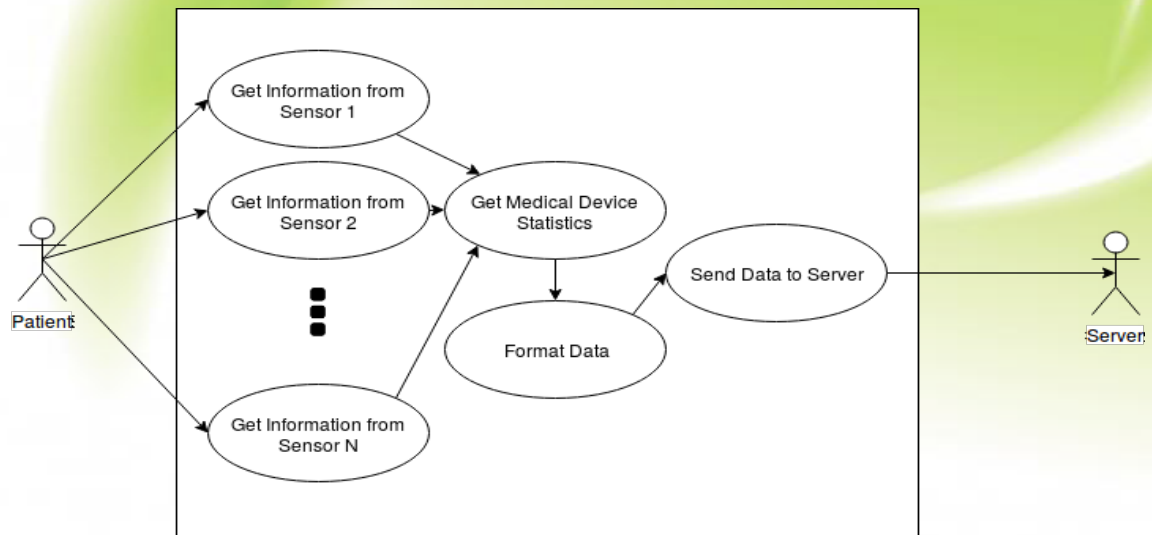 Get Information from
Sensor 1
Get Information from
Sensor 2
Get Medical Device
Statistics
Send Data to Server
Patient
Server
Format Data
Get Information from
Sensor N